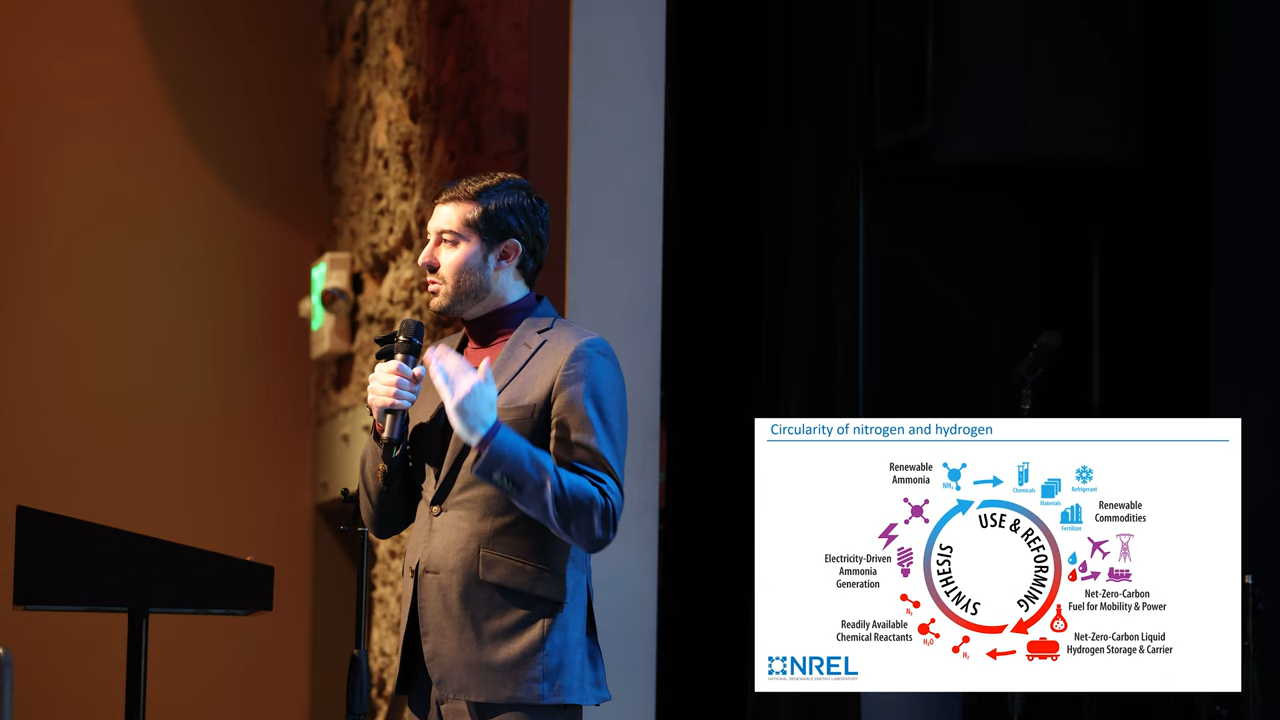 Circularity of nitrogen and hydrogen
Renewable
Ammonia
NH3
Chemicals
Materials
Refrigerant
Fertilizer
Renewable
Commodities
USE & REFORMING
SYNTHESIS
Electricity-Driven
Ammonia
Generation
Net-Zero-Carbon
Fuel for Mobility & Power
N2
Readily Available
Chemical Reactants
H2O
H2
Net-Zero-Carbon Liquid
Hydrogen Storage & Carrier
NREL
NATIONAL RENEWABLE ENERGY LABORATORY